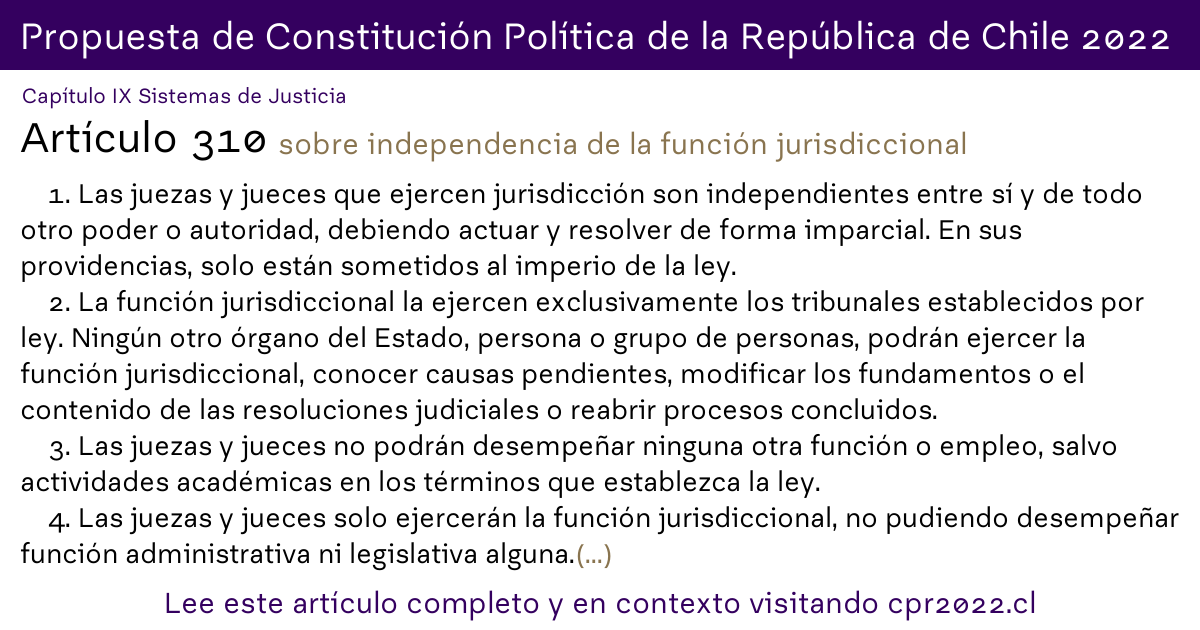 Propuesta de Constitución Política de la República de Chile 2022
Capítulo IX Sistemas de Justicia
Artículo 310 sobre independencia de la función jurisdiccional
1. Las juezas y jueces que ejercen jurisdicción son independientes entre sí y de todo
otro poder o autoridad, debiendo actuar y resolver de forma imparcial. En sus
providencias, solo están sometidos al imperio de la ley.
2. La función jurisdiccional la ejercen exclusivamente los tribunales establecidos por
ley. Ningún otro órgano del Estado, persona o grupo de personas, podrán ejercer la
función jurisdiccional, conocer causas pendientes, modificar los fundamentos o el
contenido de las resoluciones judiciales o reabrir procesos concluidos.
3. Las juezas y jueces no podrán desempeñar ninguna otra función o empleo, salvo
actividades académicas en los términos que establezca la ley.
4. Las juezas y jueces solo ejercerán la función jurisdiccional, no pudiendo desempeñar
función administrativa ni legislativa alguna.(...)
Lee este artículo completo y en contexto visitando cpr2022.cl